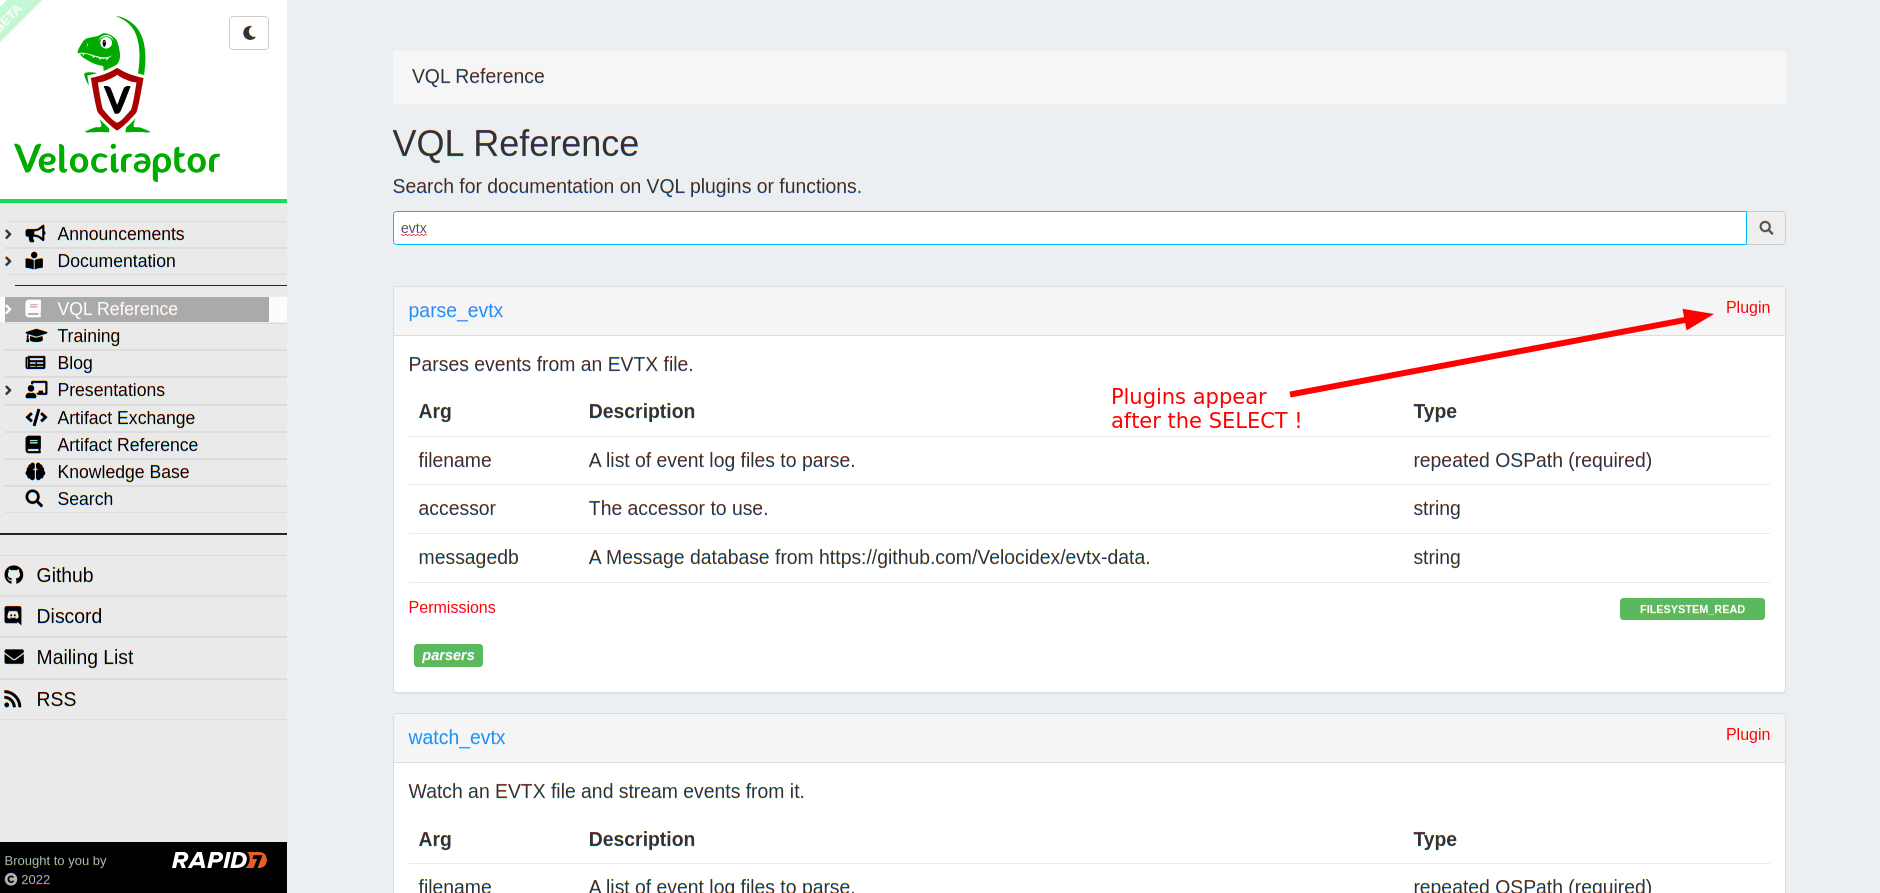 BETA
V
Velociraptor
Announcements
Documentation
VQL Reference
Training
Blog
Presentations
Artifact Exchange
Artifact Reference
Knowledge Base
Search
Github
Discord
Mailing List
RSS
Brought to you by
© 2022
RAPID7
VQL Reference
VQL Reference
Search for documentation on VQL plugins or functions.
evtx
parse_evtx Plugin
Parses events from an EVTX file.
Plugins appear
after the SELECT !
Arg Description Type
filename A list of event log files to parse. repeated OSPath (required)
accessor The accessor to use. string
messagedb A Message database from https://github.com/Velocidex/evtx-data. string
Permissions FILESYSTEM_READ
parsers
watch_evtx Plugin
Watch an EVTX file and stream events from it.
Arg Description Type
filename A list of event log files to parse. repeated OSPath (required)